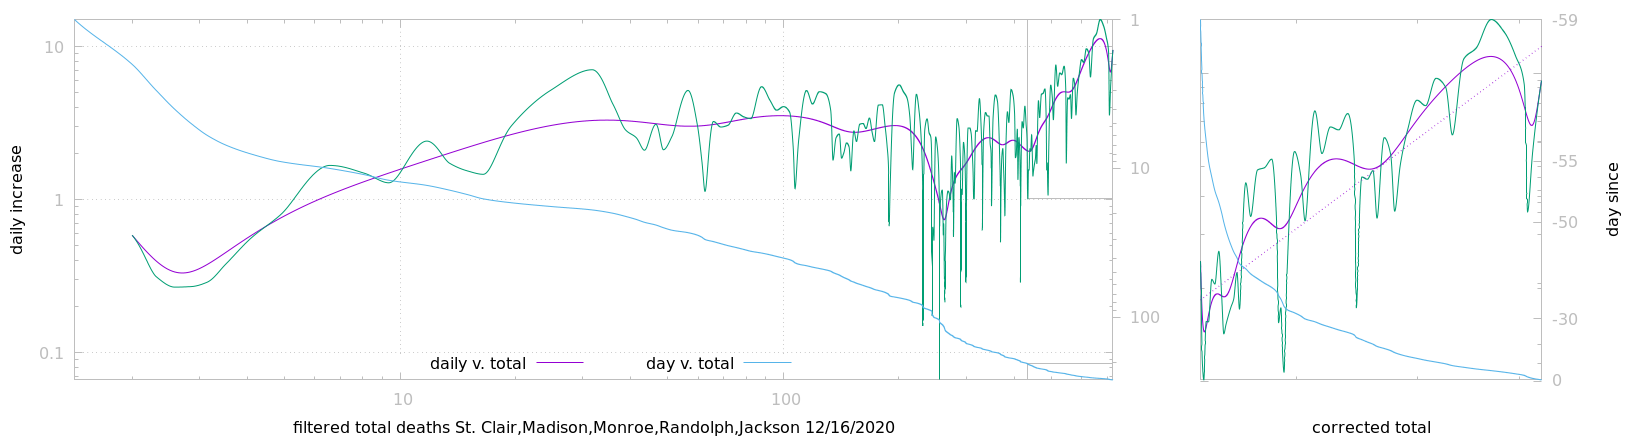 daily increase
10
1
0.1
daily v. total
day v. total
10
100
filtered total deaths St. Clair,Madison,Monroe,Randolph,Jackson 12/16/2020
1
10
100
-59
-55
-50
-30
0
day since
corrected total